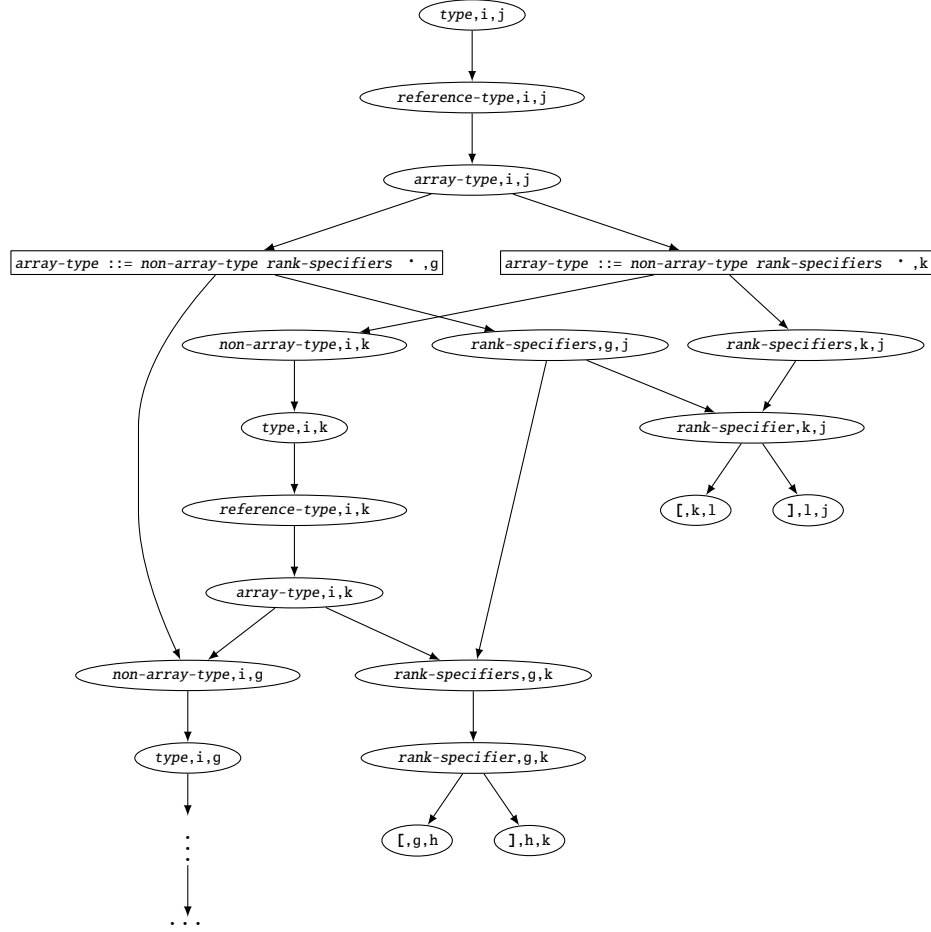 type,i,j
reference-type,i,j
array-type,i,j
array-type ::= non-array-type rank-specifiers · ,g
array-type ::= non-array-type rank-specifiers · ,k
non-array-type,i,k
rank-specifiers,g,j
rank-specifiers,k,j
type,i,k
rank-specifier,k,j
reference-type,i,k
[,k,l
],l,j
array-type,i,k
non-array-type,i,g
rank-specifiers,g,k
type,i,g
rank-specifier,g,k
[,g,h
],h,k
⋮
...